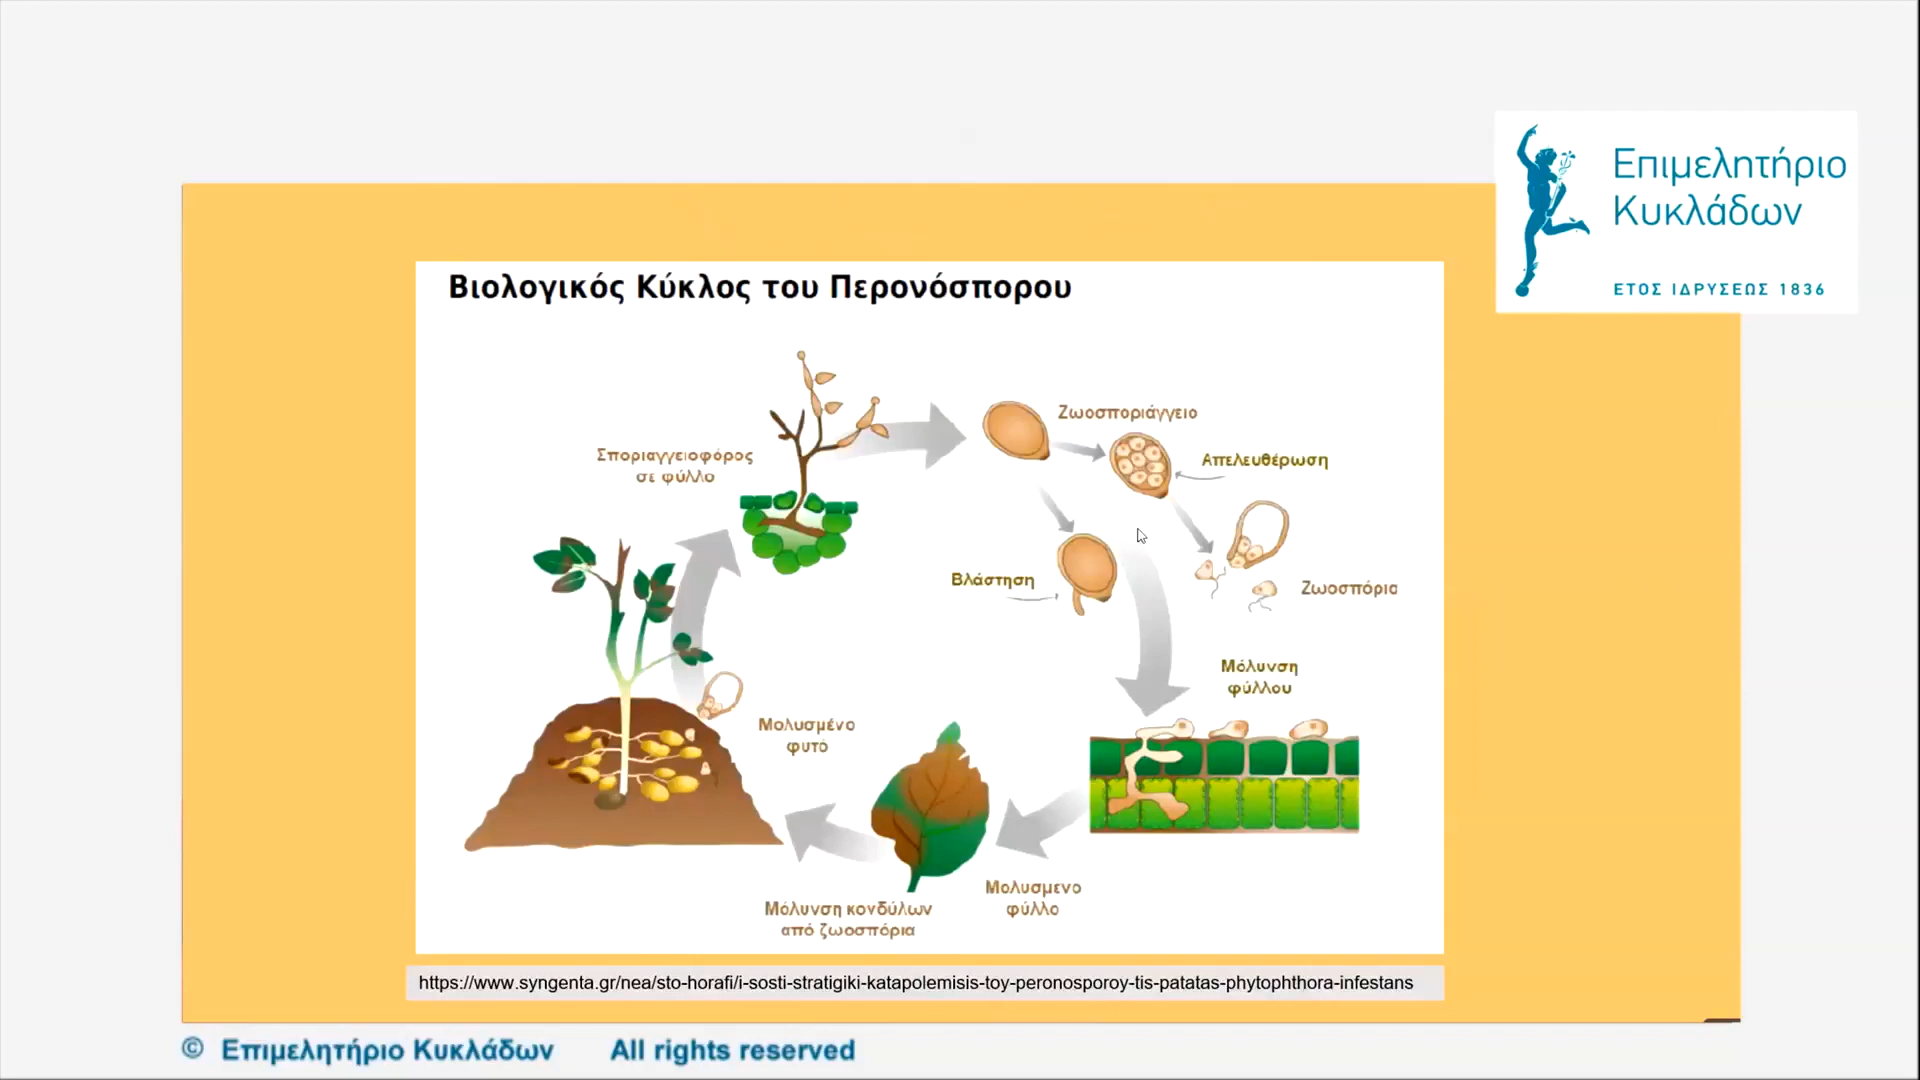 Επιμελητήριο
Κυκλάδων
ΕΤΟΣ ΙΔΡΥΣΕΩΣ 1836
Βιολογικός Κύκλος του Περονόσπορου
Ζωοσποριάγγειο
Σποριαγγειοφόρος
σε φύλλο
Απελευθέρωση
Βλάστηση
Ζωοσπόρια
Μόλυνση
φύλλου
Μολυσμένο
φυτό
Μολυσμενο
φύλλο
Μόλυνση κονδύλων
από ζωοσπόρια
https://www.syngenta.gr/nea/sto-horafi/i-sosti-stratigiki-katapolemisis-toy-peronosporoy-tis-patatas-phytophthora-infestans
© Επιμελητήριο Κυκλάδων All rights reserved